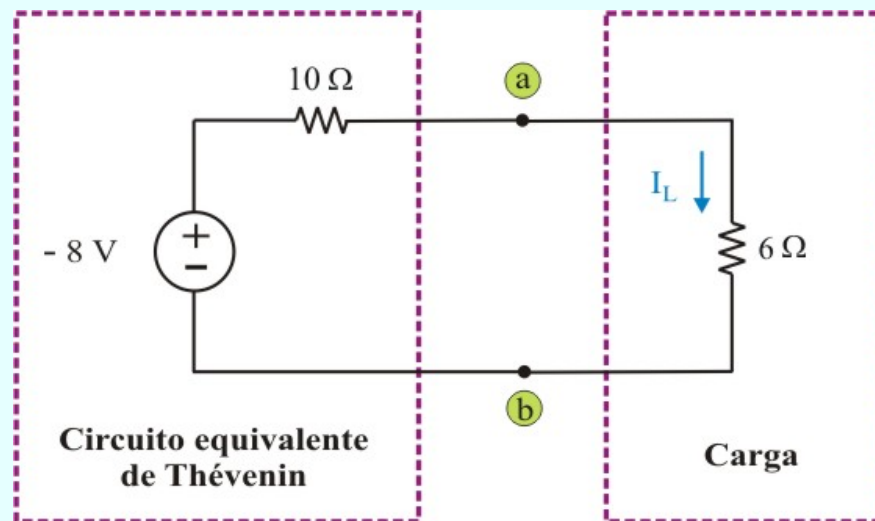 10 Ω
a
I_L
- 8 V
+
-
6 Ω
b
Circuito equivalente
de Thévenin
Carga